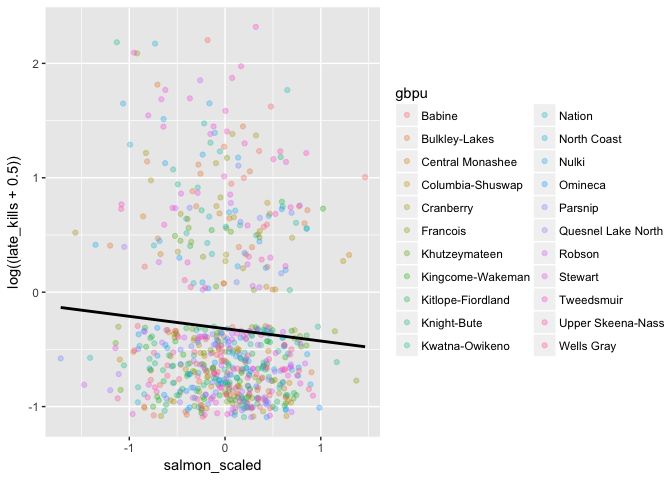 log((late_kills + 0.5))
2
1
0
-1
-1
0
1
salmon_scaled
gbpu
Babine
Bulkley-Lakes
Central Monashee
Columbia-Shuswap
Cranberry
Francois
Khutzeymateen
Kingcome-Wakeman
Kitlope-Fiordland
Knight-Bute
Kwatna-Owikeno
Nation
North Coast
Nulki
Omineca
Parsnip
Quesnel Lake North
Robson
Stewart
Tweedsmuir
Upper Skeena-Nass
Wells Gray